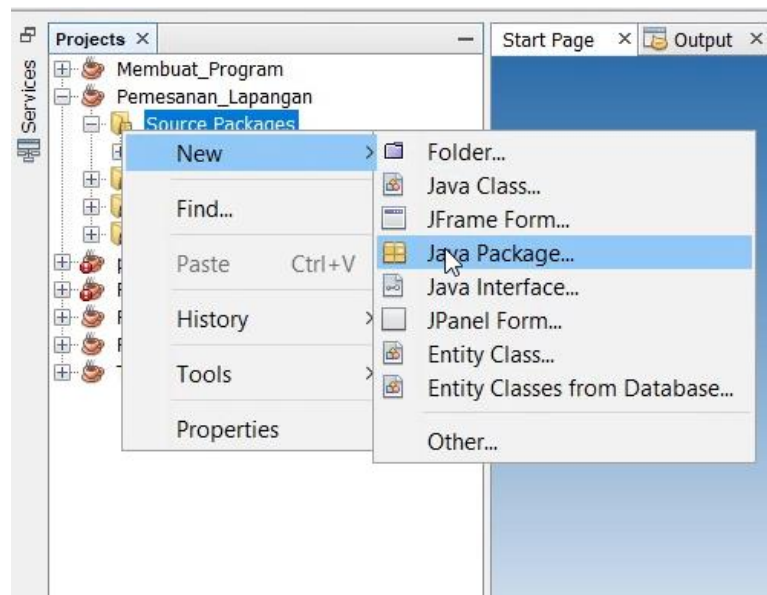 Projects
Start Page
Output
Services
Membuat_Program
Pemesanan_Lapangan
Source Packages
New
Find...
Paste Ctrl+V
History
Tools
Properties
Folder...
Java Class...
JFrame Form...
Java Package...
Java Interface...
JPanel Form...
Entity Class...
Entity Classes from Database...
Other...